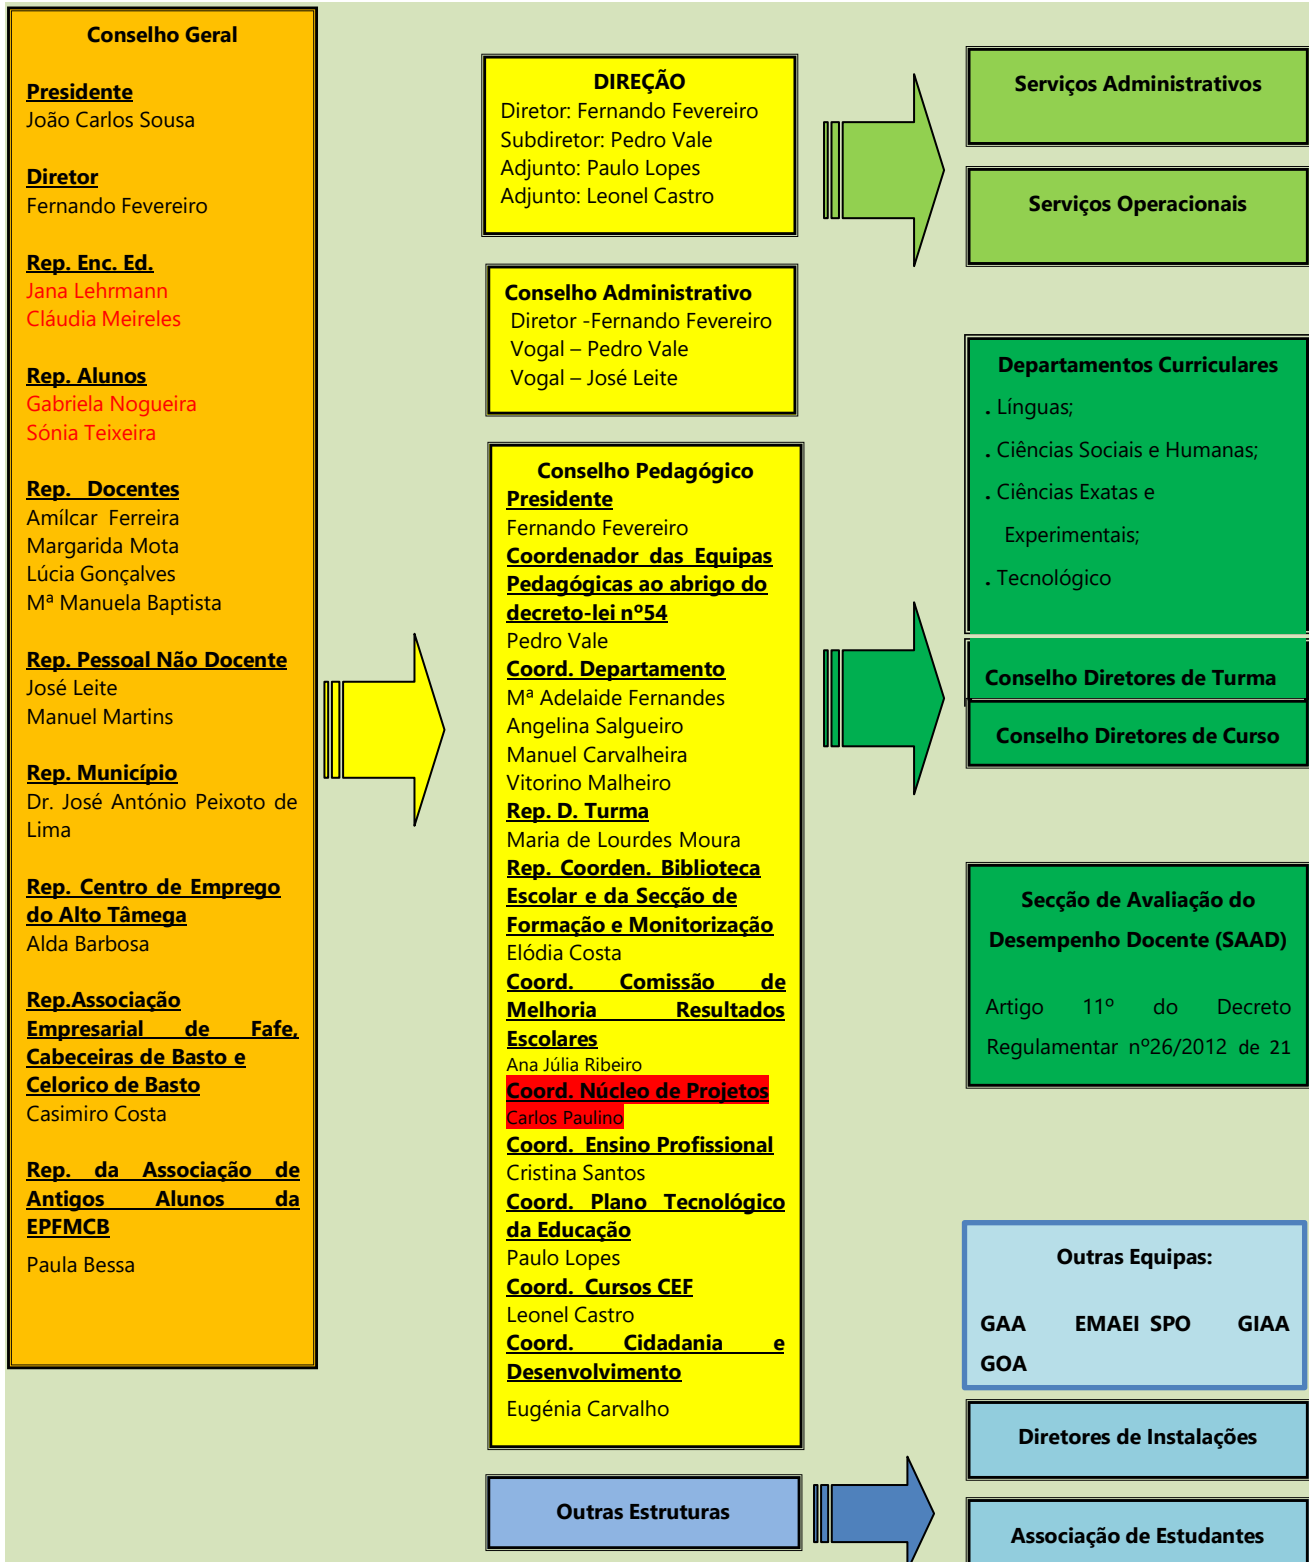 Conselho Geral
Presidente
João Carlos Sousa
Diretor
Fernando Fevereiro
Rep. Enc. Ed.
Jana Lehrmann
Cláudia Meireles
Rep. Alunos
Gabriela Nogueira
Sónia Teixeira
Rep. Docentes
Amílcar Ferreira
Margarida Mota
Lúcia Gonçalves
Mª Manuela Baptista
Rep. Pessoal Não Docente
José Leite
Manuel Martins
Rep. Município
Dr. José António Peixoto de
Lima
Rep. Centro de Emprego
do Alto Tâmega
Alda Barbosa
Rep.Associação
Empresarial de Fafe,
Cabeceiras de Basto e
Celorico de Basto
Casimiro Costa
Rep. da Associação de
Antigos Alunos da
EPFMCB
Paula Bessa
DIREÇÃO
Diretor: Fernando Fevereiro
Subdiretor: Pedro Vale
Adjunto: Paulo Lopes
Adjunto: Leonel Castro
Conselho Administrativo
Diretor -Fernando Fevereiro
Vogal – Pedro Vale
Vogal – José Leite
Conselho Pedagógico
Presidente
Fernando Fevereiro
Coordenador das Equipas
Pedagógicas ao abrigo do
decreto-lei nº54
Pedro Vale
Coord. Departamento
Mª Adelaide Fernandes
Angelina Salgueiro
Manuel Carvalheira
Vitorino Malheiro
Rep. D. Turma
Maria de Lourdes Moura
Rep. Coorden. Biblioteca
Escolar e da Secção de
Formação e Monitorização
Elódia Costa
Coord. Comissão de
Melhoria Resultados
Escolares
Ana Júlia Ribeiro
Coord. Núcleo de Projetos
Carlos Paulino
Coord. Ensino Profissional
Cristina Santos
Coord. Plano Tecnológico
da Educação
Paulo Lopes
Coord. Cursos CEF
Leonel Castro
Coord. Cidadania e
Desenvolvimento
Eugénia Carvalho
Outras Estruturas
Serviços Administrativos
Serviços Operacionais
Departamentos Curriculares
. Línguas;
. Ciências Sociais e Humanas;
. Ciências Exatas e
Experimentais;
. Tecnológico
Conselho Diretores de Turma
Conselho Diretores de Curso
Secção de Avaliação do
Desempenho Docente (SAAD)
Artigo 11º do Decreto
Regulamentar nº26/2012 de 21
Outras Equipas:
GAA EMAEI SPO GIAA
GOA
Diretores de Instalações
Associação de Estudantes